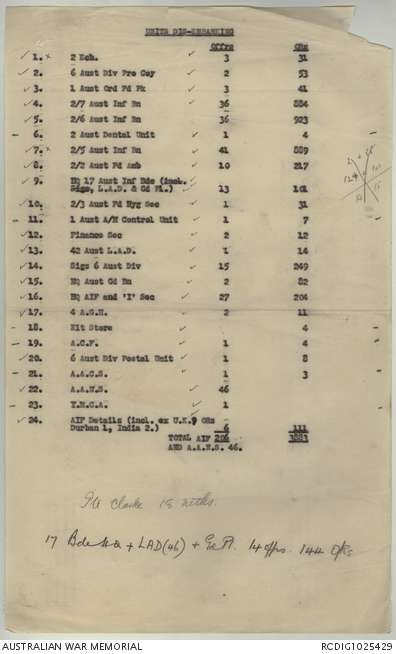 UNITS DIS-EMBARKING
Offrs ORs
✓ 1. x 2 Ech. ✓ 3 31
✓ 2. 6 Aust Div Pro Coy ✓ 2 53
✓ 3. 1 Aust Ord Fd Pk ✓ 3 41
✓ 4. 2/7 Aust Inf Bn ✓ 36 884
✓ 5. 2/6 Aust Inf Bn ✓ 36 923
- 6. 2 Aust Dental Unit ✓ 1 4
✓ 7. x 2/5 Aust Inf Bn ✓ 41 889
✓ 8. 2/2 Aust Fd Amb ✓ 10 217
✓ 9. HQ 17 Aust Inf Bde (incl.
Sigs, L.A.D. & Gd Pl.) ✓ 13 101
✓ 10. 2/3 Aust Fd Hyg Sec ✓ 1 31
- 11. 1 Aust A/M Control Unit ✓ 1 7
✓ 12. Finance Sec ✓ 2 12
✓ 13. 42 Aust L.A.D. ✓ 1 14
✓ 14. Sigs 6 Aust Div ✓ 15 249
✓ 15. HQ Aust Gd Bn ✓ 2 82
✓ 16. HQ AIF and 'I' Sec ✓ 27 204
✓ 17. 4 A.G.H. ✓ 2 11
- 18. Kit Store 4
- 19. A.C.F. ✓ 1 4
✓ 20. 6 Aust Div Postal Unit ✓ 1 8
- 21. A.A.C.S. ✓ 1 3
✓ 22. A.A.N.S. ✓ 46
- 23. Y.M.C.A. ✓ 1
✓ 24. AIF Details (incl. ex U.K. 9 ORs
Durban 1, India 2.) 6 111
TOTAL AIF 206 3883
AND A.A.N.S. 46.
Clarke 15
17 Bde HQ + LAD (46) + Gd Pl. 14 offrs. 144 ORs
AUSTRALIAN WAR MEMORIAL
RCDIG1025429